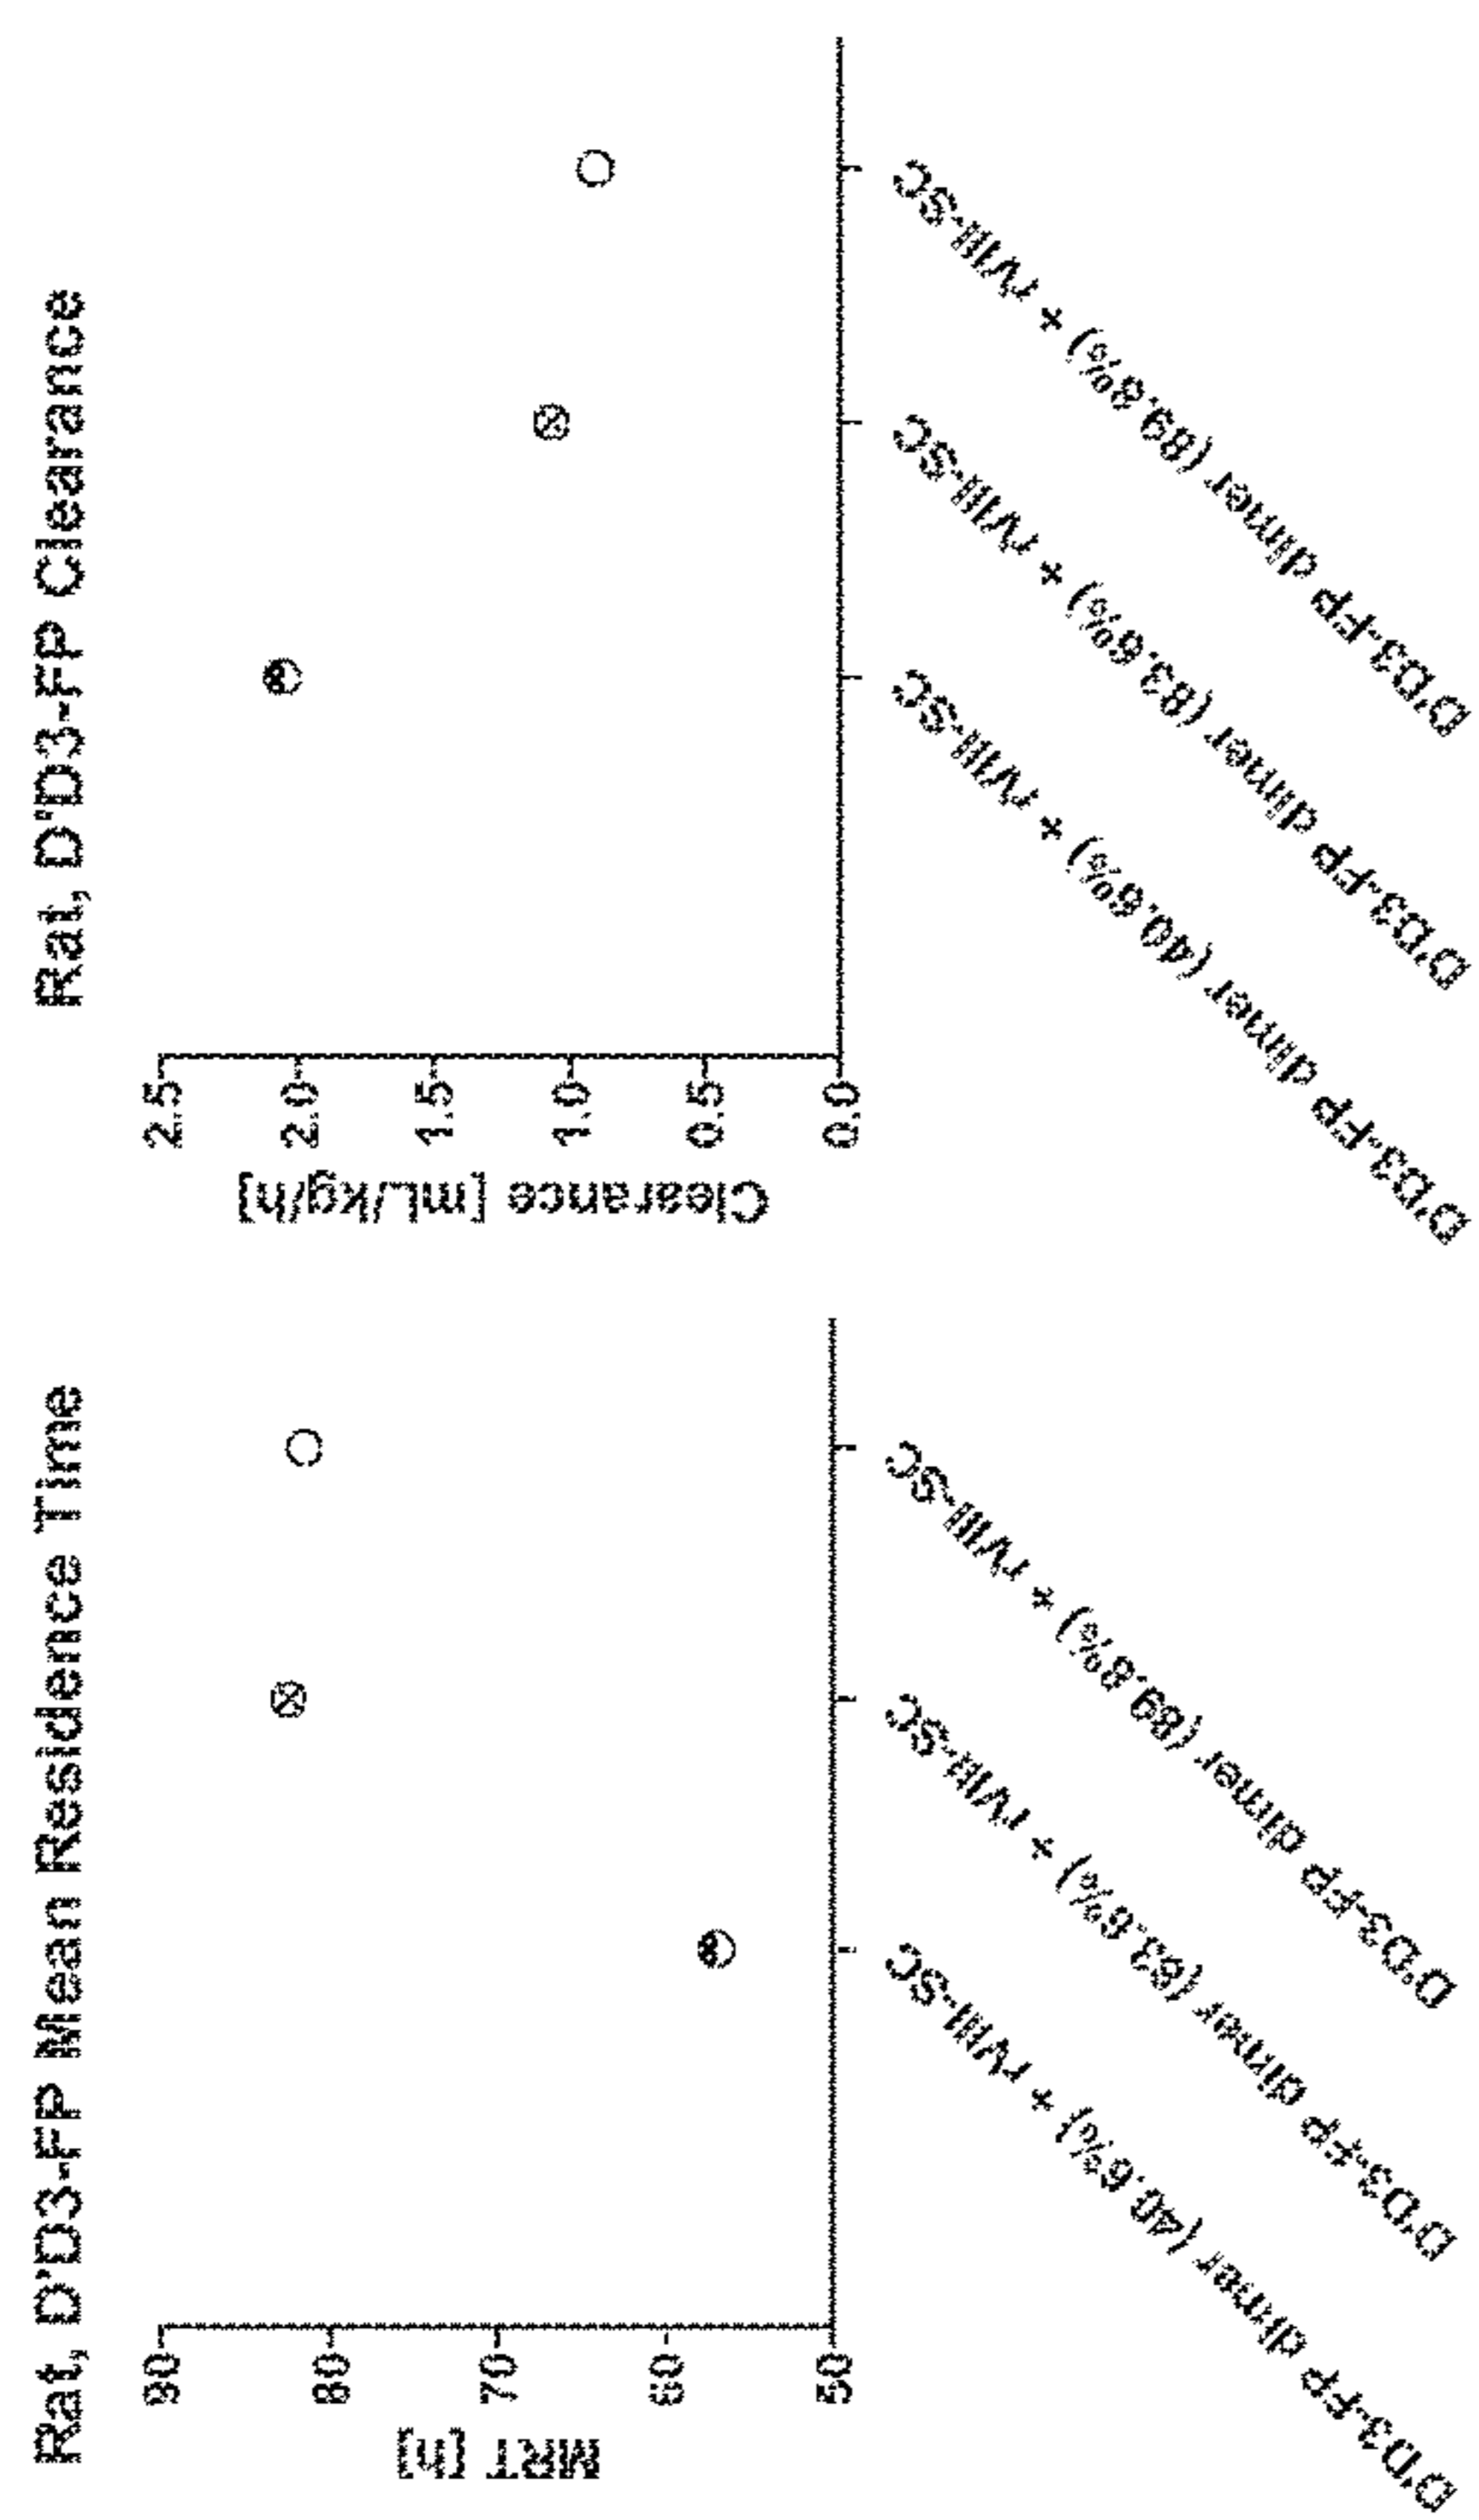 Rat, D'D3-FP Mean Residence Time
MRT [h]
90
80
70
60
50
D'D3-FP dimer (40.6%) + rVIII-SC
D'D3-FP dimer (83.6%) + rVIII-SC
D'D3-FP dimer (89.8%) + rVIII-SC
Rat, D'D3-FP Clearance
Clearance [mL/kg/h]
2.5
2.0
1.5
1.0
0.5
0.0
D'D3-FP dimer (40.6%) + rVIII-SC
D'D3-FP dimer (83.6%) + rVIII-SC
D'D3-FP dimer (89.8%) + rVIII-SC